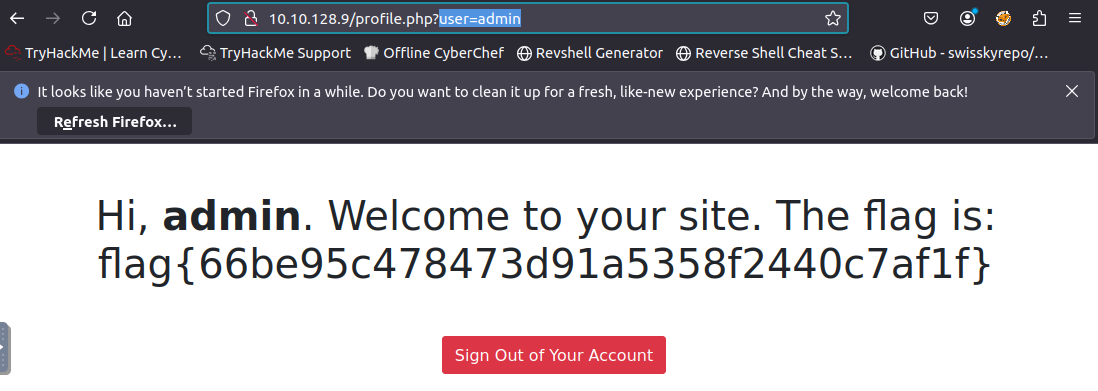 10.10.128.9/profile.php?user=admin
TryHackMe | Learn Cy… TryHackMe Support Offline CyberChef Revshell Generator Reverse Shell Cheat S… GitHub - swisskyrepo/…
It looks like you haven’t started Firefox in a while. Do you want to clean it up for a fresh, like-new experience? And by the way, welcome back!
Refresh Firefox…
Hi, admin. Welcome to your site. The flag is:
flag{66be95c478473d91a5358f2440c7af1f}
Sign Out of Your Account